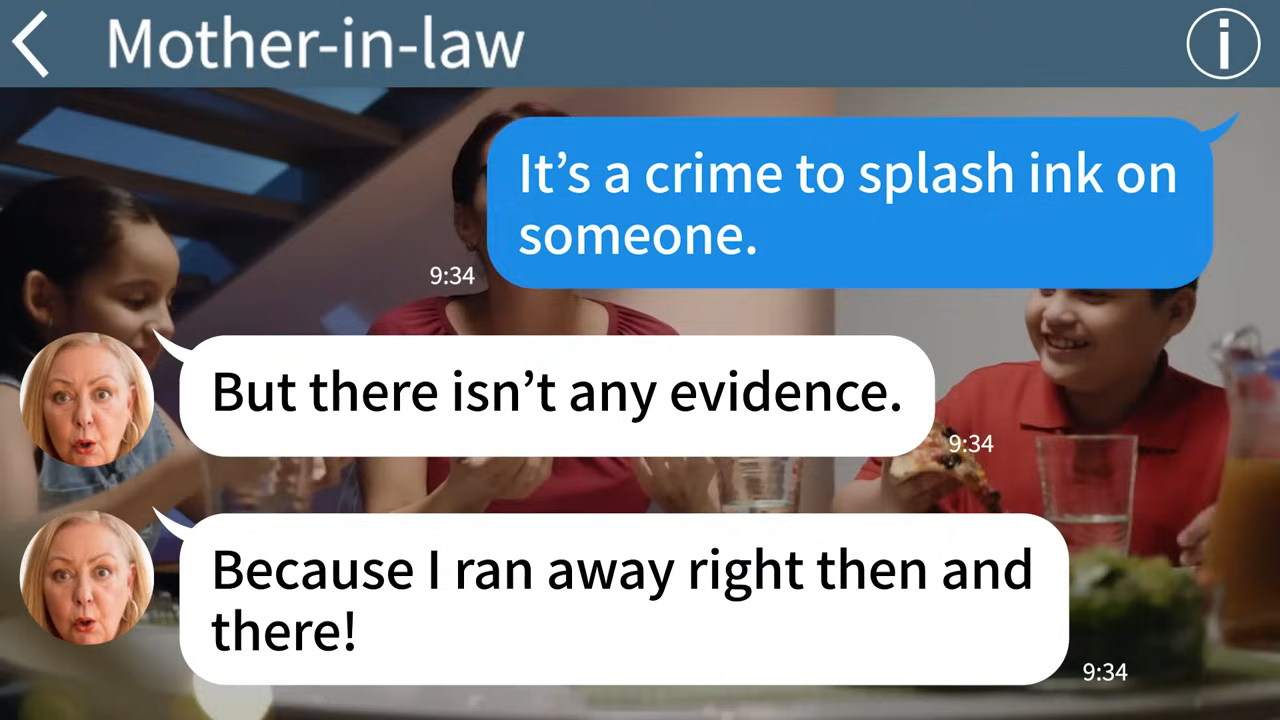 Mother-in-law
It’s a crime to splash ink on
someone.
9:34
But there isn’t any evidence.
9:34
Because I ran away right then and
there!
9:34